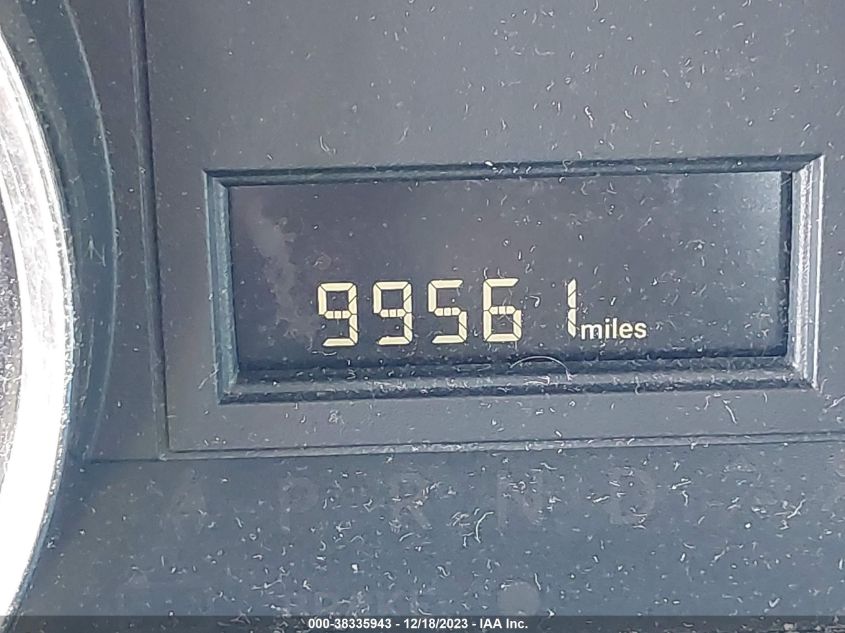 99561 miles
P R N D
000-38335943 - 12/18/2023 - IAA Inc.